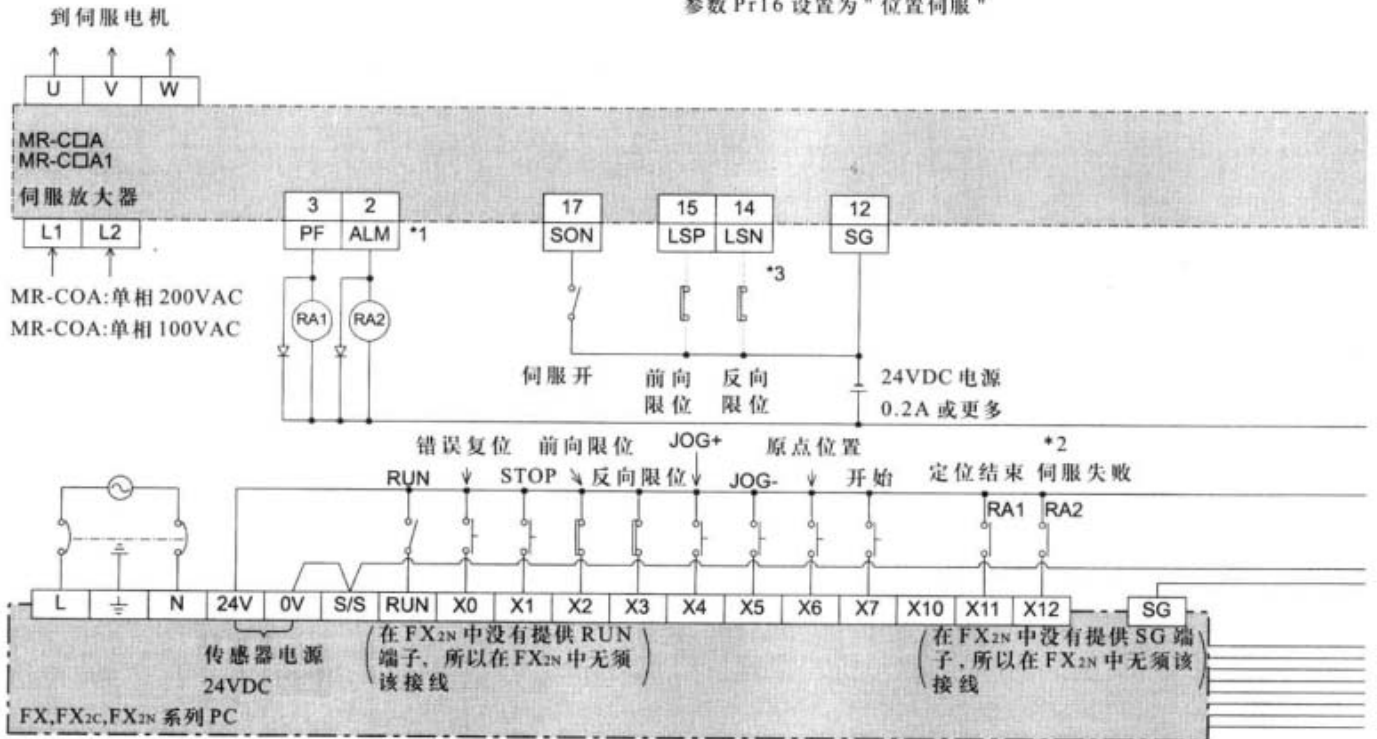 参数 Pr16 设置为 " 位置伺服 "
到伺服电机
U V W
MR-C□A
MR-C□A1
伺服放大器
3 2 17 15 14 12
L1 L2 PF ALM *1 SON LSP LSN SG
*3
MR-COA:单相 200VAC
MR-COA:单相 100VAC
RA1 RA2
伺服开 前向限位 反向限位 24VDC 电源
0.2A 或更多
错误复位 前向限位 JOG+ 原点位置 *2
RUN STOP 反向限位 JOG- 开始 定位结束 伺服失败
RA1 RA2
L N 24V 0V S/S RUN X0 X1 X2 X3 X4 X5 X6 X7 X10 X11 X12 SG
传感器电源
24VDC
(在 FX2N 中没有提供 RUN
端子, 所以在 FX2N 中无须
该接线)
(在 FX2N 中没有提供 SG 端
子,所以在 FX2N 中无须该
接线)
FX,FX2C,FX2N 系列 PC